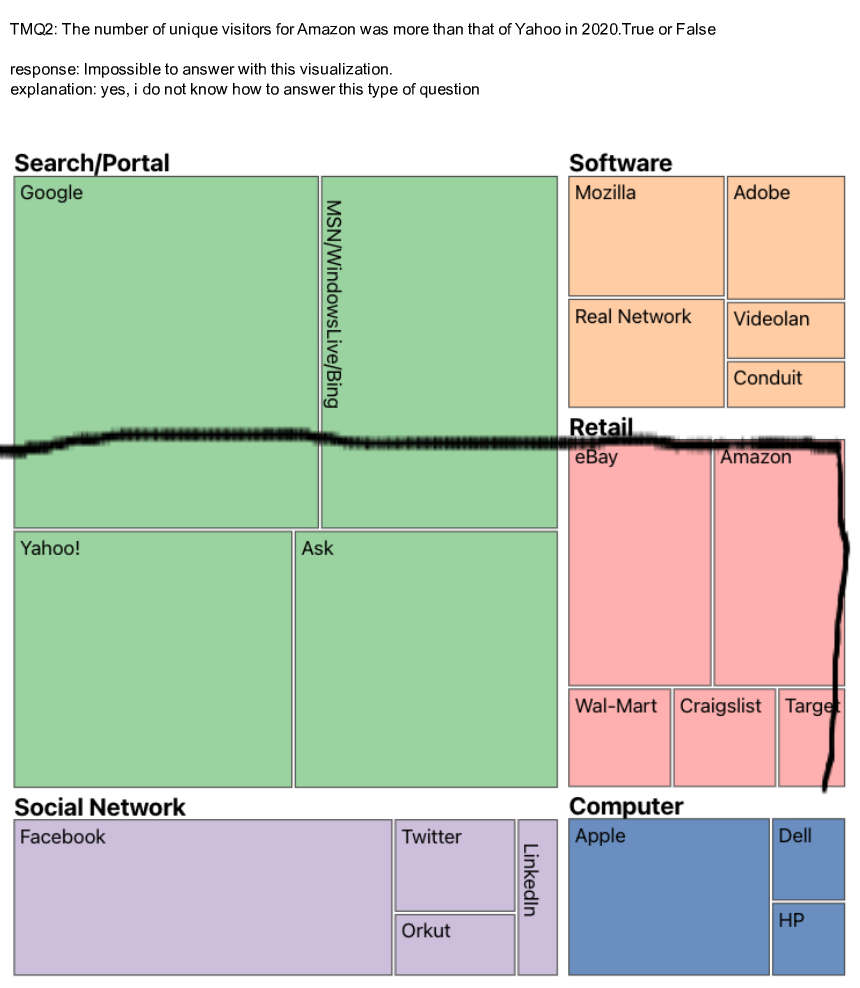 TMQ2: The number of unique visitors for Amazon was more than that of Yahoo in 2020.True or False
response: Impossible to answer with this visualization.
explanation: yes, i do not know how to answer this type of question
Search/Portal
Google
MSN/WindowsLive/Bing
Yahoo!
Ask
Software
Mozilla
Adobe
Real Network
Videolan
Conduit
Retail
eBay
Amazon
Wal-Mart
Craigslist
Target
Social Network
Facebook
Twitter
LinkedIn
Orkut
Computer
Apple
Dell
HP